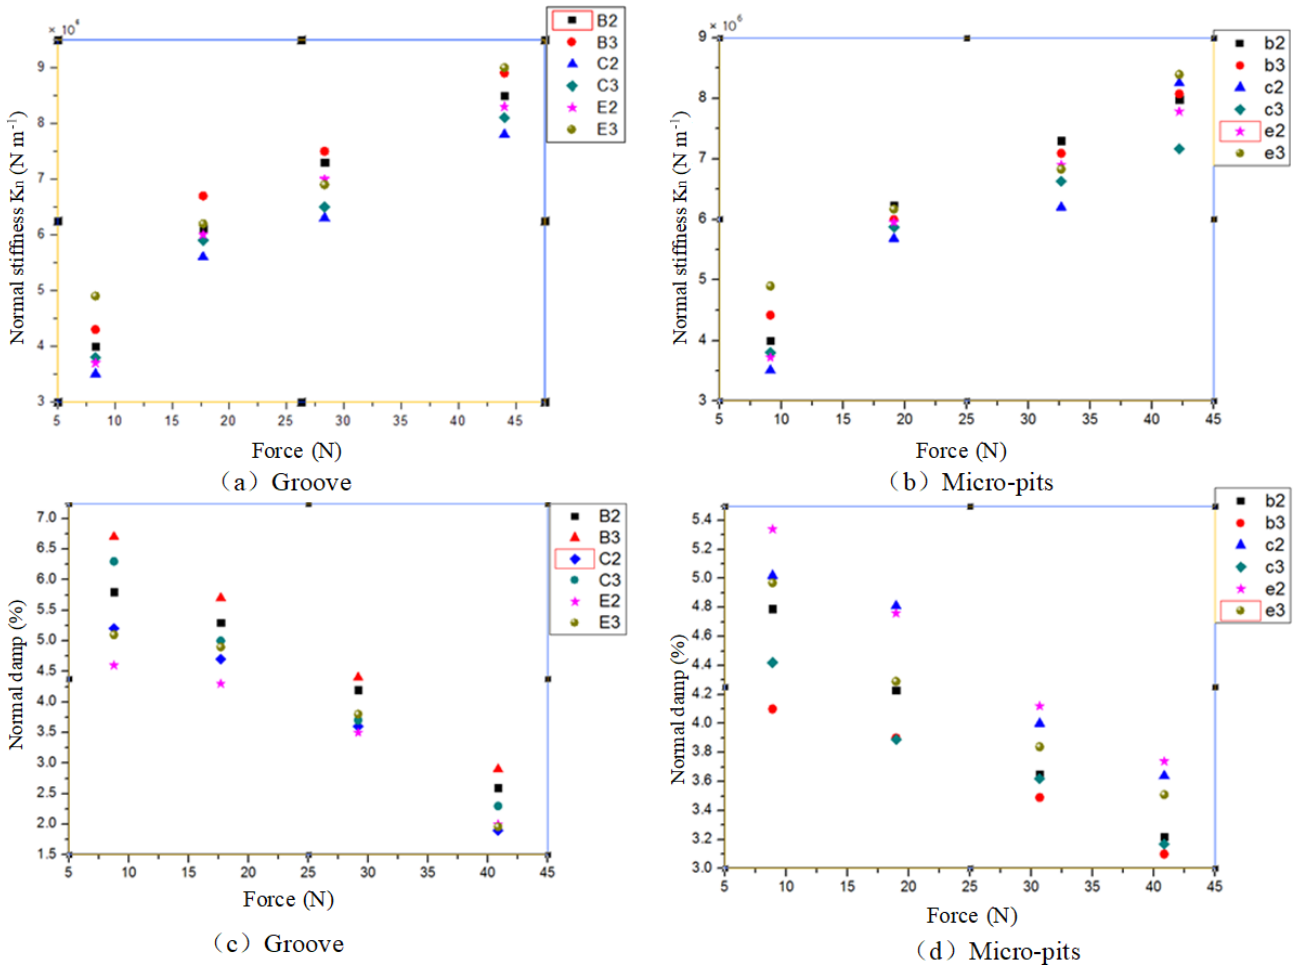 × 10⁴
B2
B3
C2
C3
E2
E3
Normal stiffness Kn (N m⁻¹)
9
8
7
6
5
4
3
5 10 15 20 25 30 35 40 45
Force (N)
（a）Groove
× 10⁶
b2
b3
c2
c3
e2
e3
Normal stiffness Kn (N m⁻¹)
9
8
7
6
5
4
3
5 10 15 20 25 30 35 40 45
Force (N)
（b）Micro-pits
B2
B3
C2
C3
E2
E3
Normal damp (%)
7.0
6.5
6.0
5.5
5.0
4.5
4.0
3.5
3.0
2.5
2.0
1.5
5 10 15 20 25 30 35 40 45
Force (N)
（c）Groove
b2
b3
c2
c3
e2
e3
Normal damp (%)
5.4
5.2
5.0
4.8
4.6
4.4
4.2
4.0
3.8
3.6
3.4
3.2
3.0
5 10 15 20 25 30 35 40 45
Force (N)
（d）Micro-pits